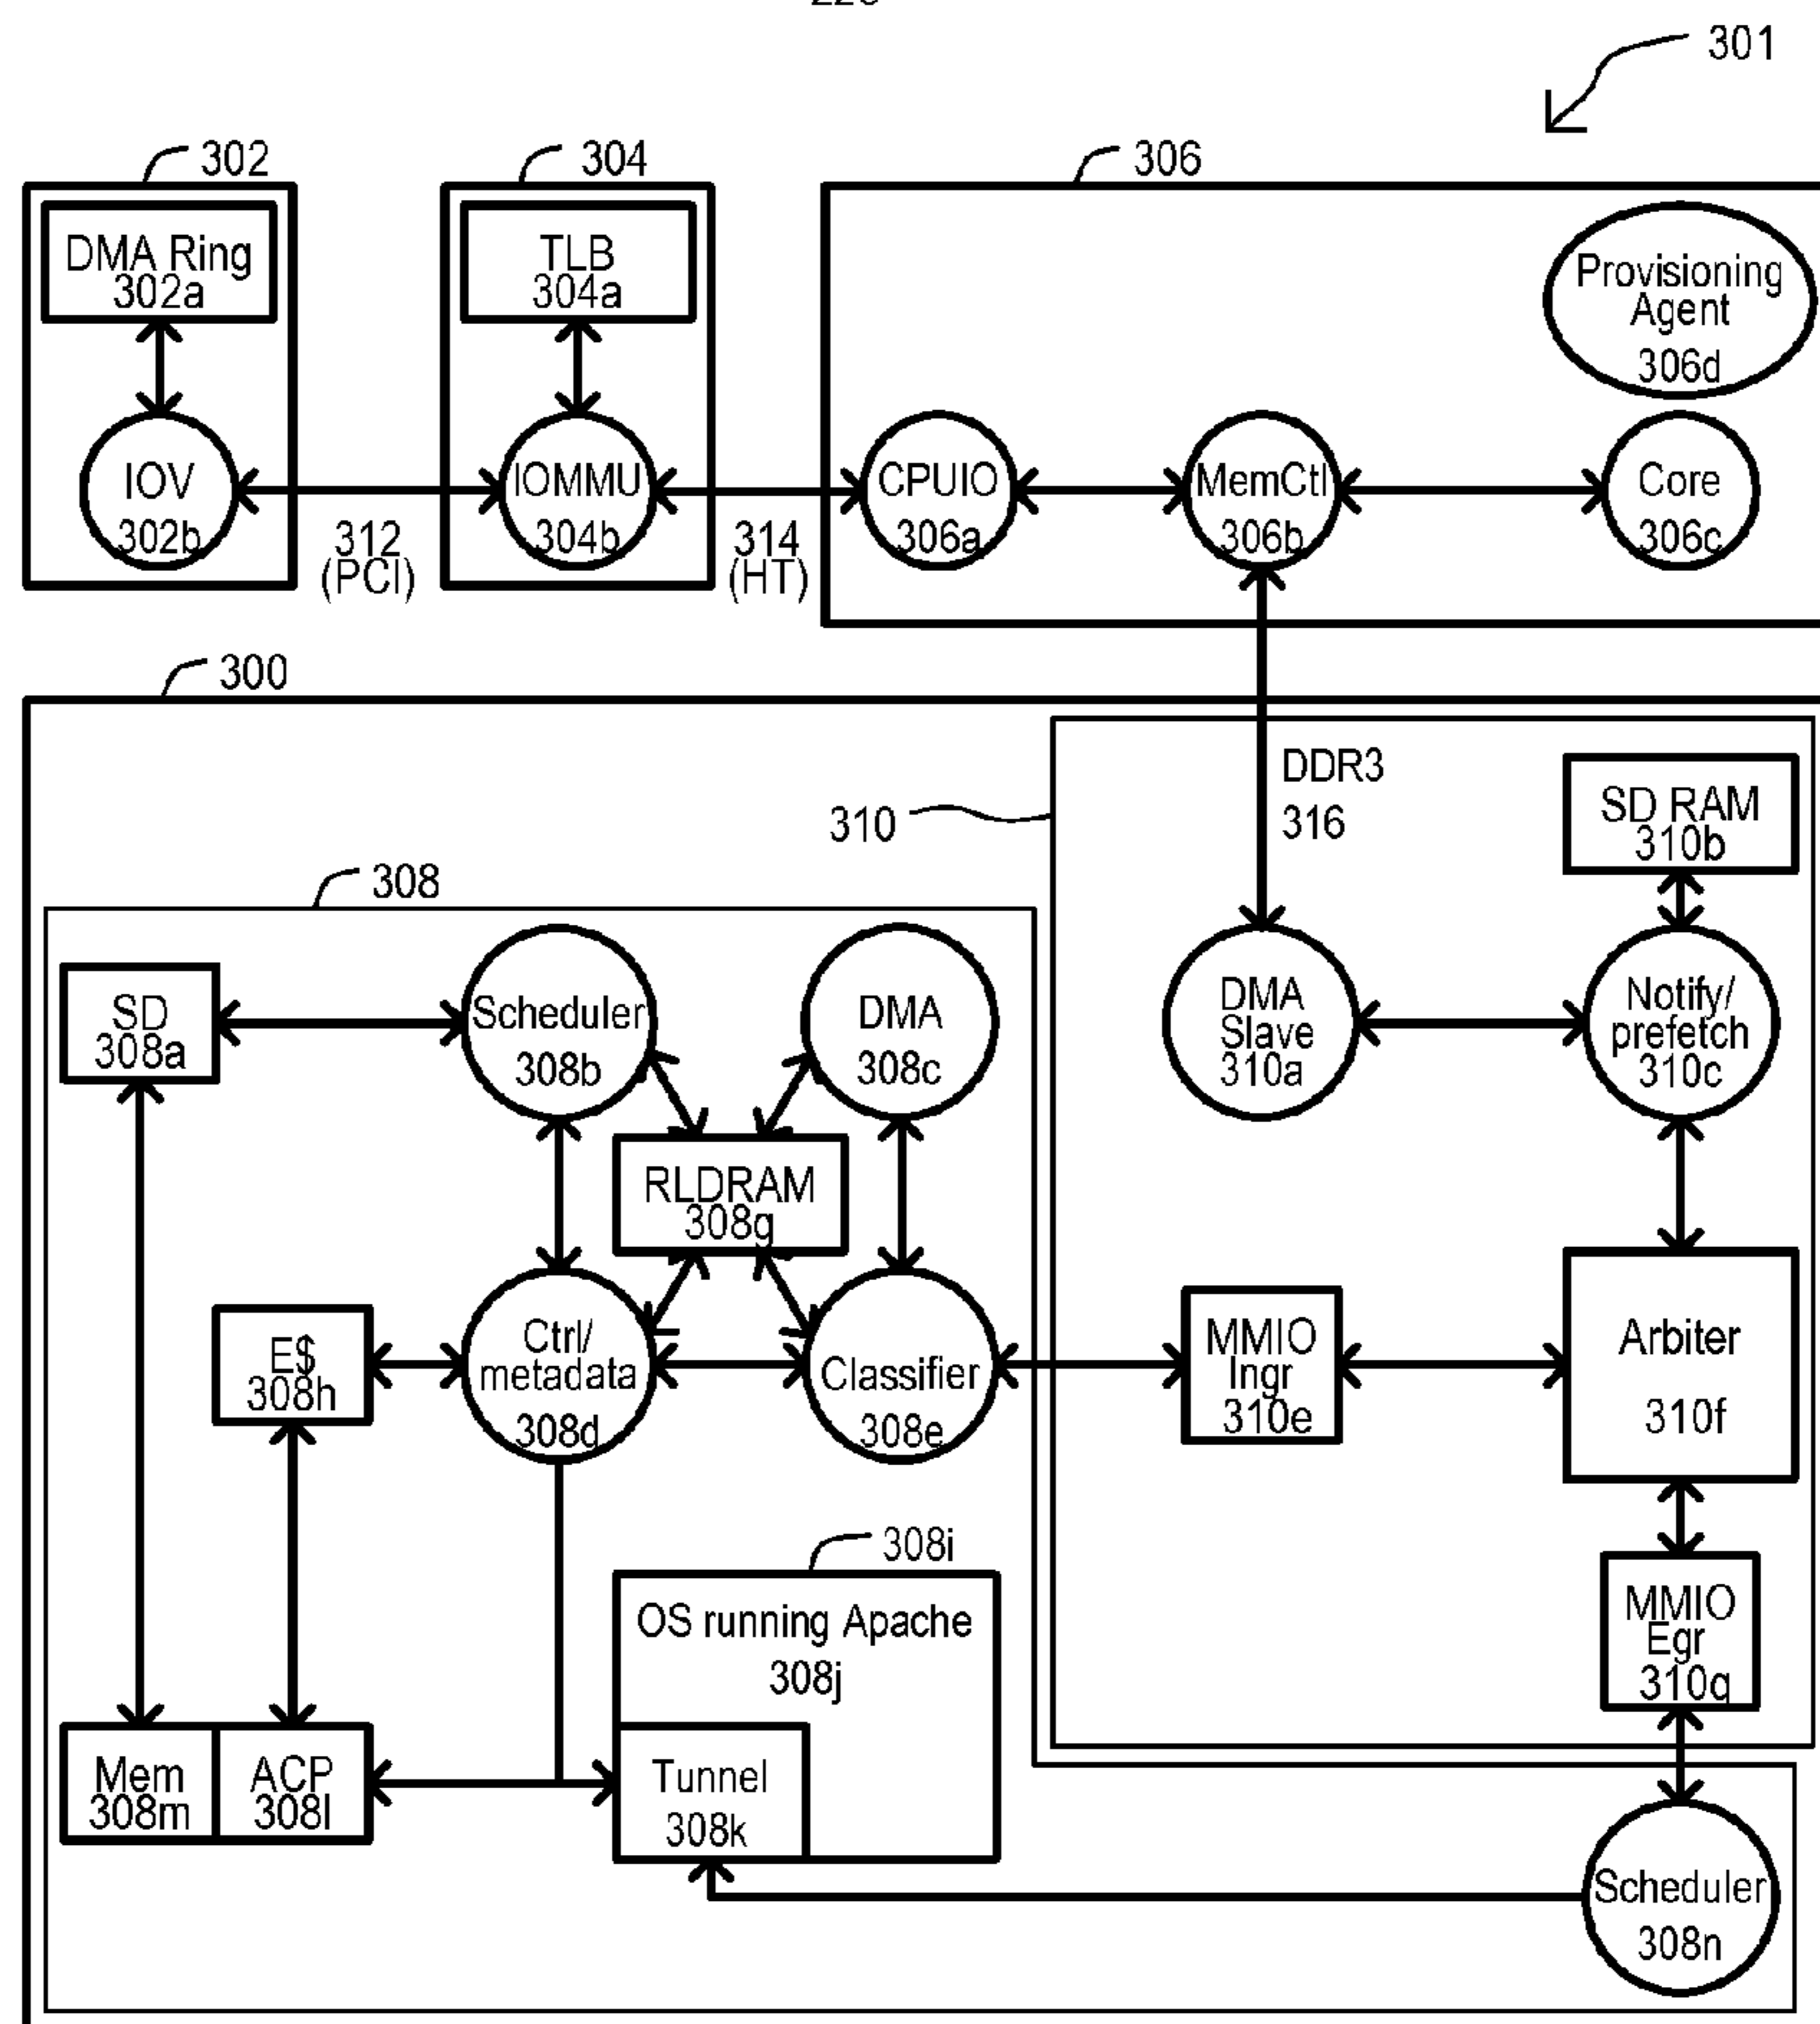 301
302
304
306
DMA Ring
302a
TLB
304a
Provisioning
Agent
306d
IOV
302b
IOMMU
304b
CPUIO
306a
MemCtl
306b
Core
306c
312
(PCI)
314
(HT)
300
DDR3
316
310
SD RAM
310b
308
SD
308a
Scheduler
308b
DMA
308c
DMA
Slave
310a
Notify/
prefetch
310c
RLDRAM
308g
E$
308h
Ctrl/
metadata
308d
Classifier
308e
MMIO
Ingr
310e
Arbiter
310f
308i
OS running Apache
308j
MMIO
Egr
310g
Mem
308m
ACP
308l
Tunnel
308k
Scheduler
308n